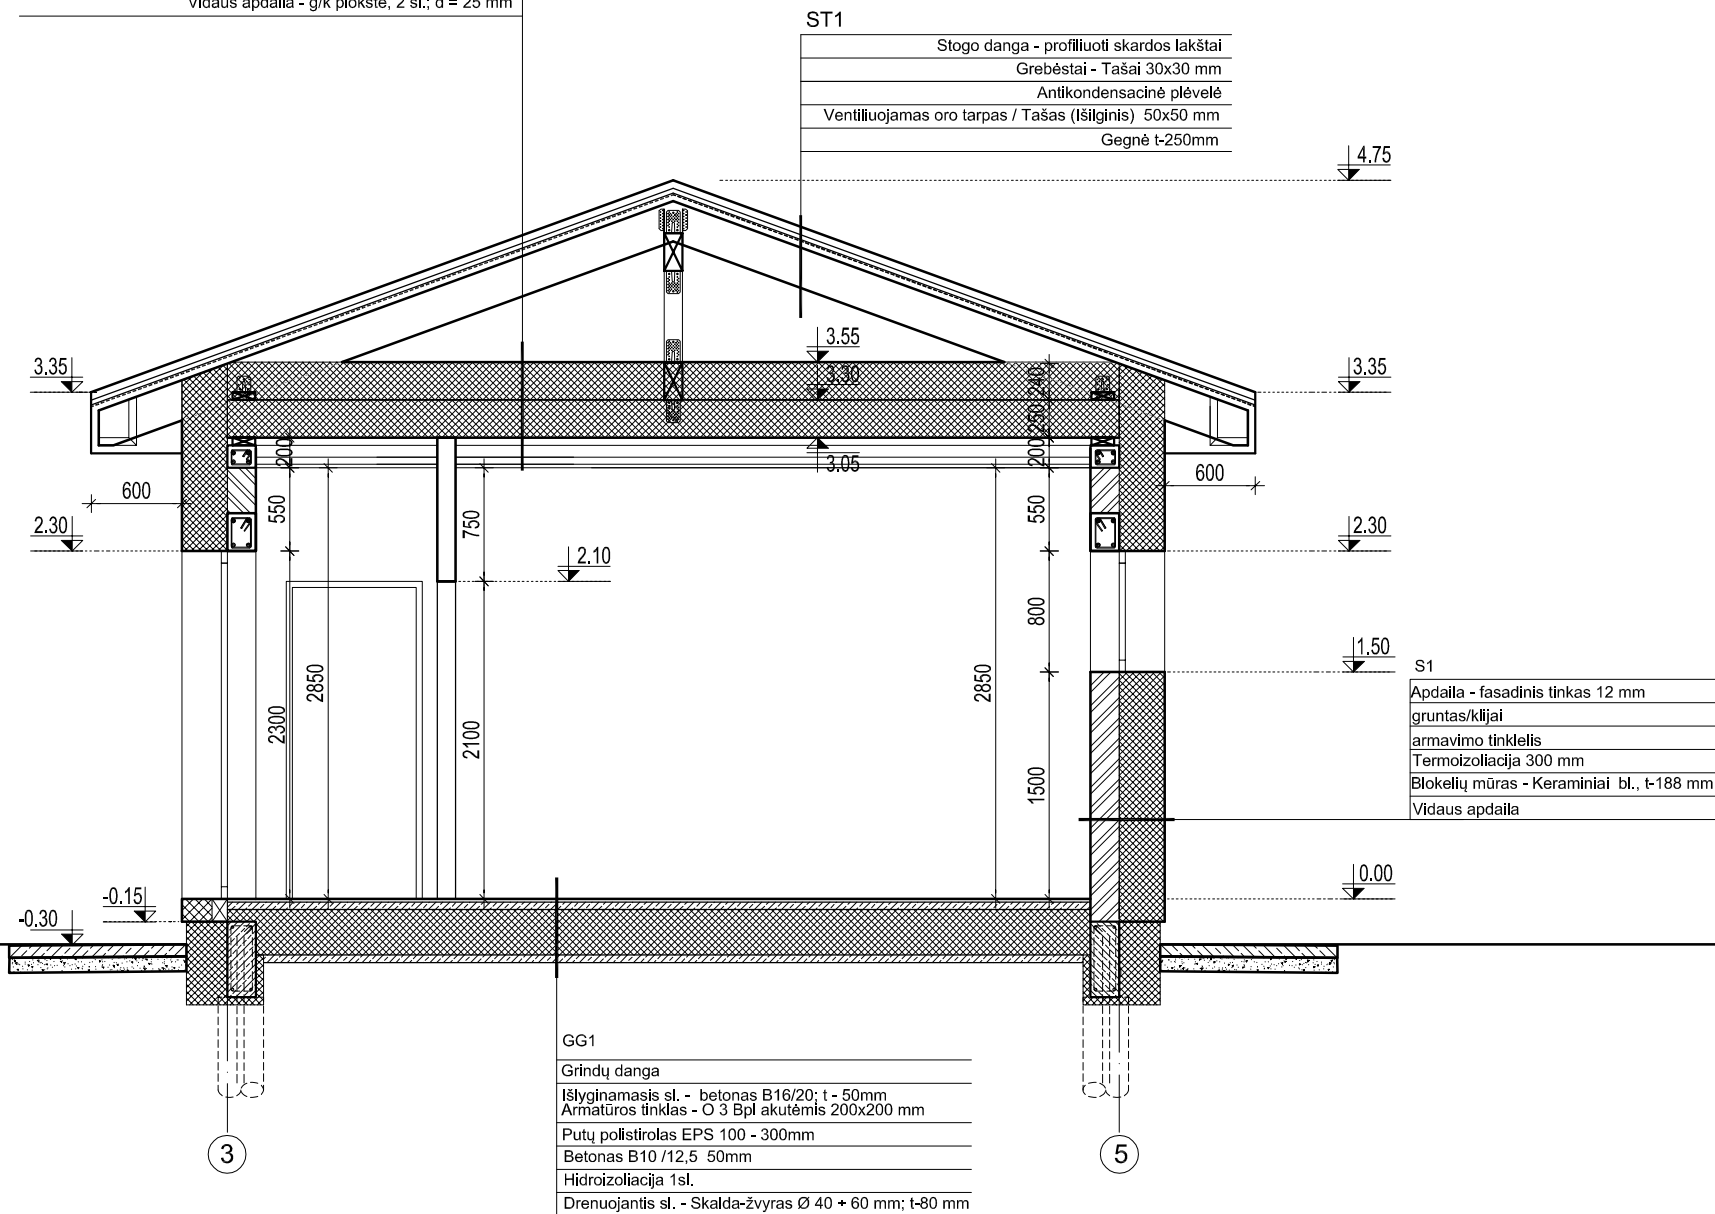 Vidaus apdaila - g/k plokštė, 2 sl.; d = 25 mm
ST1
Stogo danga - profiliuoti skardos lakštai
Grebėstai - Tašai 30x30 mm
Antikondensacinė plėvelė
Ventiliuojamas oro tarpas / Tašas (Išilginis) 50x50 mm
Gegnė t-250mm
4.75
3.55
3.35
3.30
240
3.35
250
200
200
3.05
600
600
550
750
550
2.30
2.30
2.10
800
1.50
S1
Apdaila - fasadinis tinkas 12 mm
gruntas/klijai
armavimo tinklelis
Termoizoliacija 300 mm
Blokelių mūras - Keraminiai bl., t-188 mm
Vidaus apdaila
2850
2850
2300
2100
1500
0.00
-0.15
-0.30
GG1
Grindų danga
Išlyginamasis sl. - betonas B16/20; t - 50mm
Armatūros tinklas - O 3 Bpl akutėmis 200x200 mm
Putų polistirolas EPS 100 - 300mm
Betonas B10 /12,5 50mm
Hidroizoliacija 1sl.
Drenuojantis sl. - Skalda-žvyras Ø 40 + 60 mm; t-80 mm
3
5